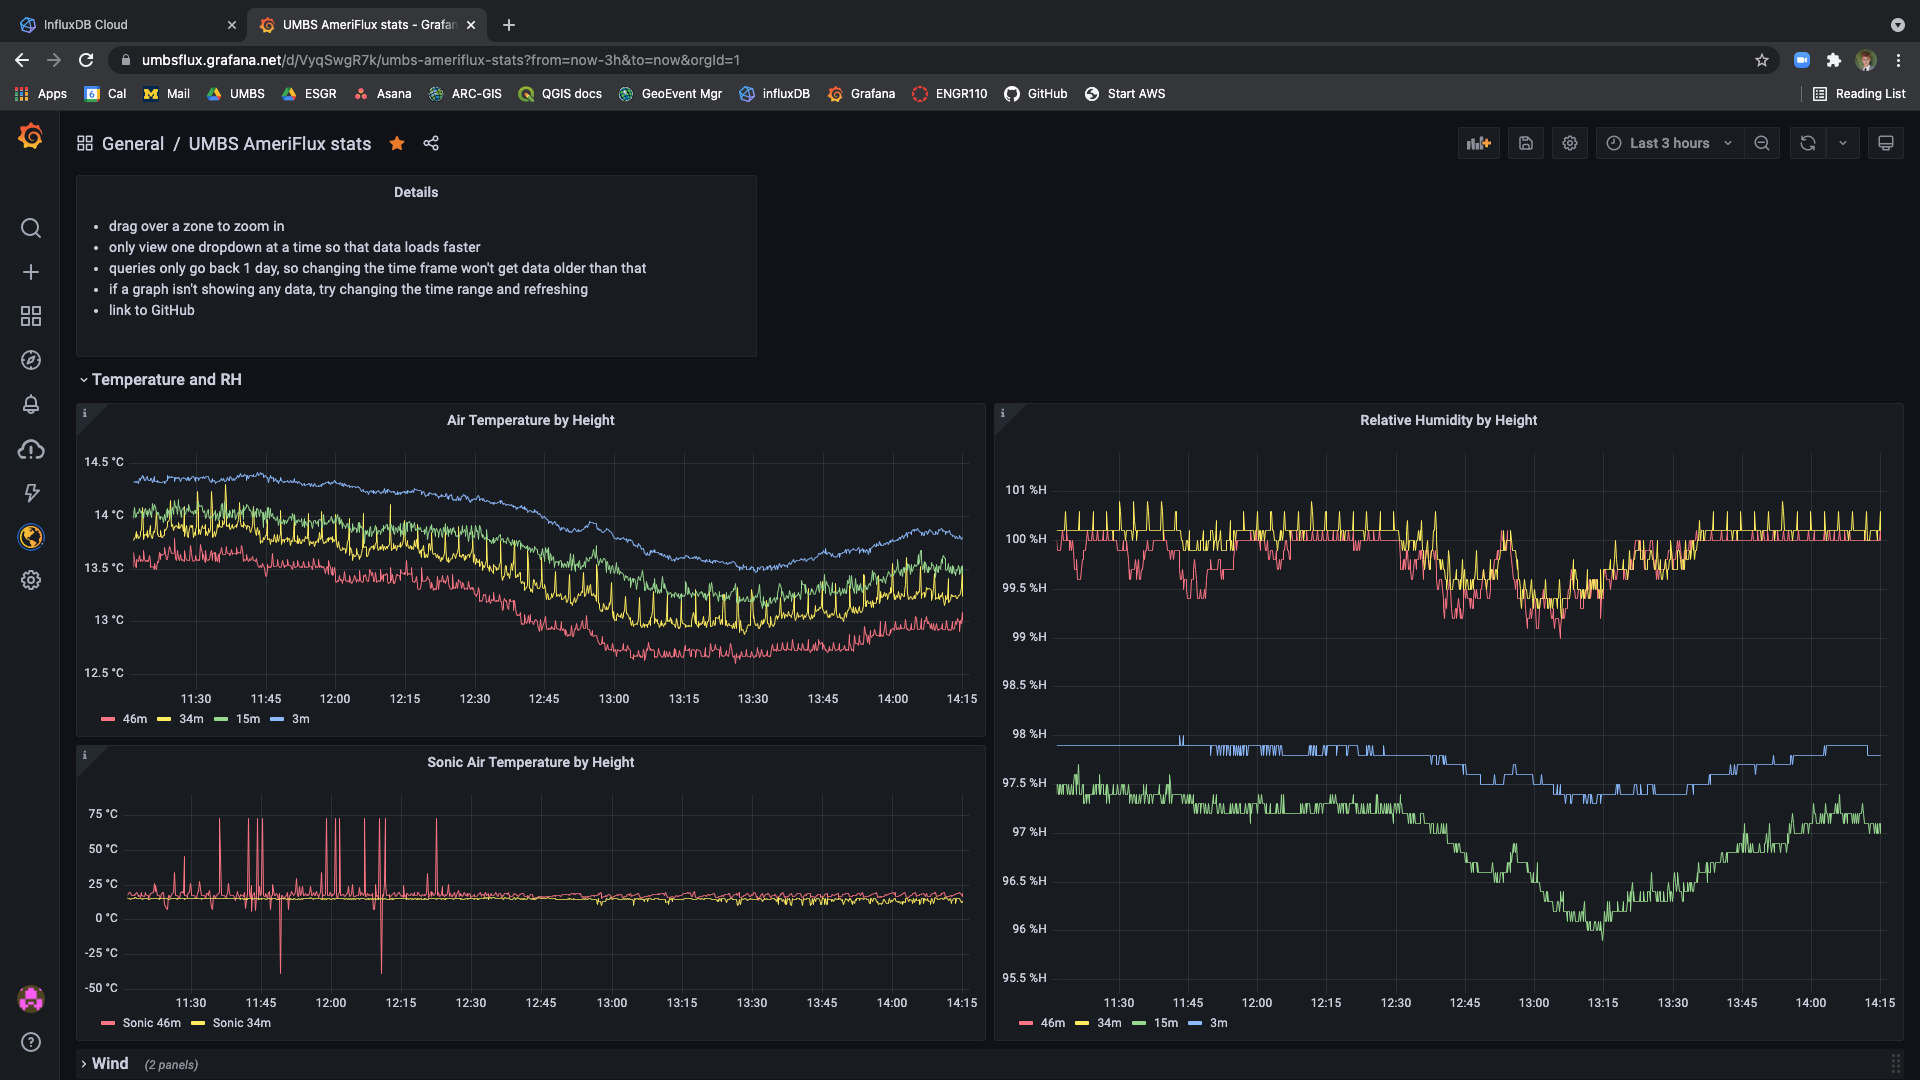 InfluxDB Cloud
UMBS AmeriFlux stats - Grafan
umbsflux.grafana.net/d/VyqSwgR7k/umbs-ameriflux-stats?from=now-3h&to=now&orgId=1
Apps Cal Mail UMBS ESGR Asana ARC-GIS QGIS docs GeoEvent Mgr influxDB Grafana ENGR110 GitHub Start AWS Reading List
6
General / UMBS AmeriFlux stats
Last 3 hours
Details
• drag over a zone to zoom in
• only view one dropdown at a time so that data loads faster
• queries only go back 1 day, so changing the time frame won't get data older than that
• if a graph isn't showing any data, try changing the time range and refreshing
• link to GitHub
Temperature and RH
Air Temperature by Height
14.5 °C
14 °C
13.5 °C
13 °C
12.5 °C
11:30 11:45 12:00 12:15 12:30 12:45 13:00 13:15 13:30 13:45 14:00 14:15
46m 34m 15m 3m
Sonic Air Temperature by Height
75 °C
50 °C
25 °C
0 °C
-25 °C
-50 °C
11:30 11:45 12:00 12:15 12:30 12:45 13:00 13:15 13:30 13:45 14:00 14:15
Sonic 46m Sonic 34m
Relative Humidity by Height
101 %H
100 %H
99.5 %H
99 %H
98.5 %H
98 %H
97.5 %H
97 %H
96.5 %H
96 %H
95.5 %H
11:30 11:45 12:00 12:15 12:30 12:45 13:00 13:15 13:30 13:45 14:00 14:15
46m 34m 15m 3m
Wind (2 panels)